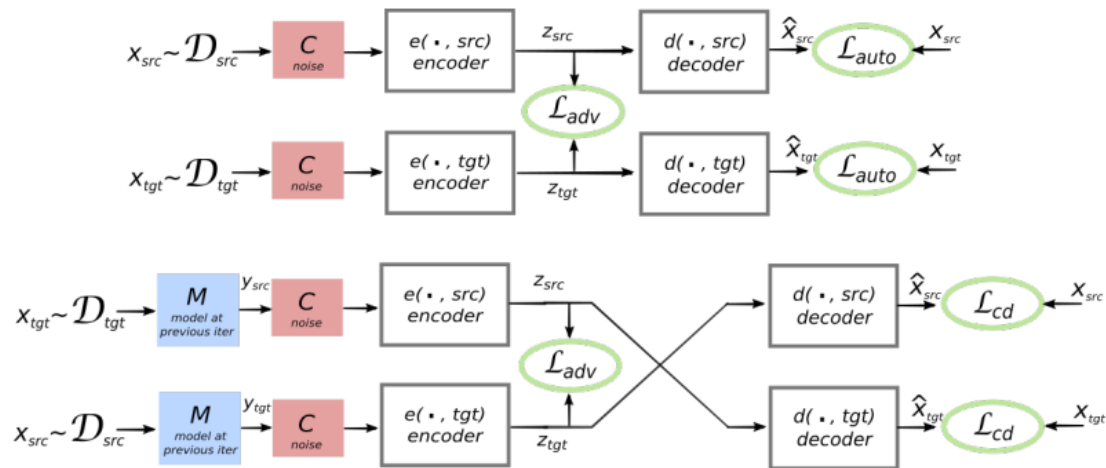 x_src ~ D_src
C
noise
e(·, src)
encoder
z_src
d(·, src)
decoder
x̂_src
L_auto
x_src
L_adv
x_tgt ~ D_tgt
C
noise
e(·, tgt)
encoder
z_tgt
d(·, tgt)
decoder
x̂_tgt
L_auto
x_tgt
x_tgt ~ D_tgt
M
model at
previous iter
y_src
C
noise
e(·, src)
encoder
z_src
d(·, src)
decoder
x̂_src
L_cd
x_src
L_adv
x_src ~ D_src
M
model at
previous iter
y_tgt
C
noise
e(·, tgt)
encoder
z_tgt
d(·, tgt)
decoder
x̂_tgt
L_cd
x_tgt